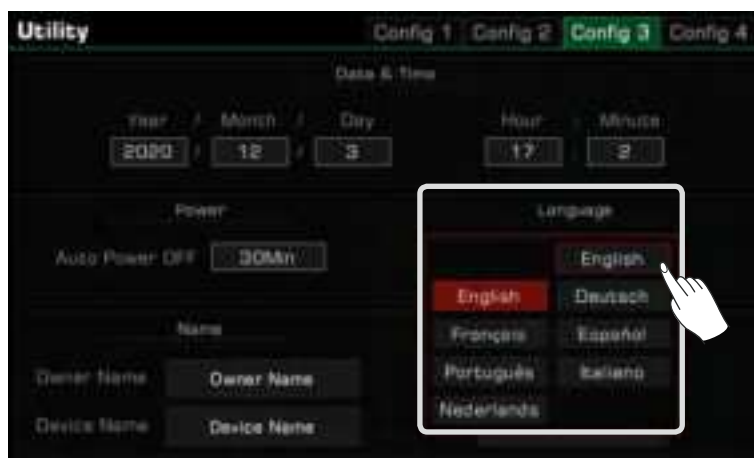 Utility Config 1 Config 2 Config 3 Config 4
Date & Time
Year / Month / Day Hour : Minute
2020 / 12 / 3 17 : 2
Power Language
Auto Power OFF 30Min English
English Deutsch
Name Français Español
Owner Name Owner Name Português Italiano
Device Name Device Name Nederlands